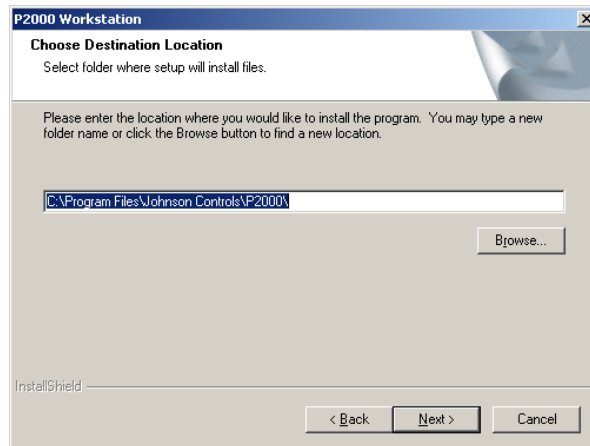 P2000 Workstation
Choose Destination Location
Select folder where setup will install files.
Please enter the location where you would like to install the program. You may type a new
folder name or click the Browse button to find a new location.
C:\Program Files\Johnson Controls\P2000\
Browse...
InstallShield
< Back
Next >
Cancel